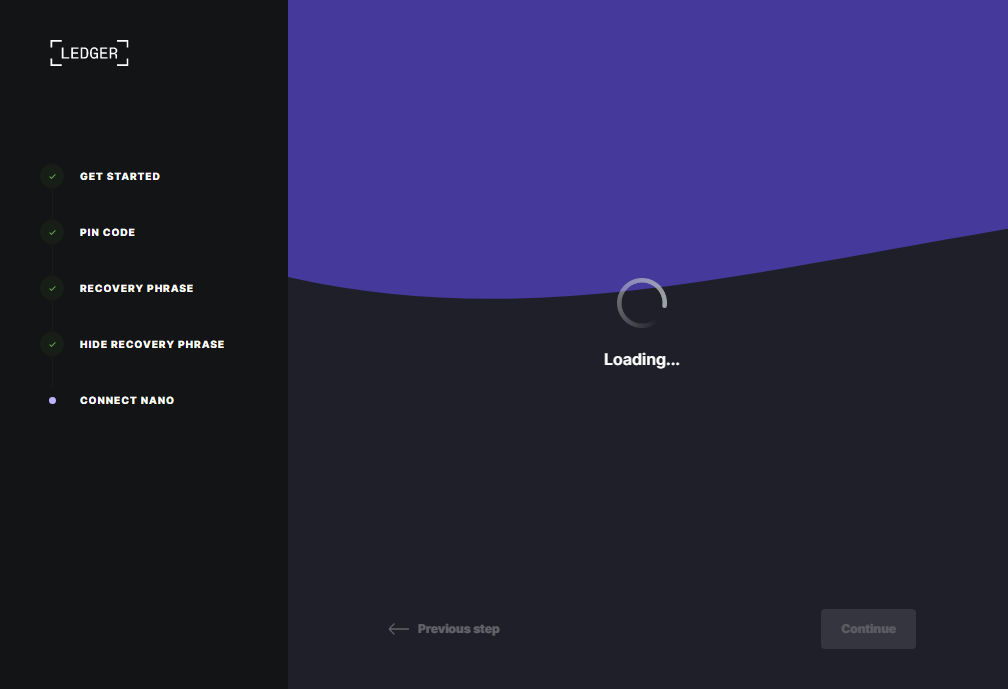 LEDGER
GET STARTED
PIN CODE
RECOVERY PHRASE
HIDE RECOVERY PHRASE
CONNECT NANO
Loading...
Previous step
Continue